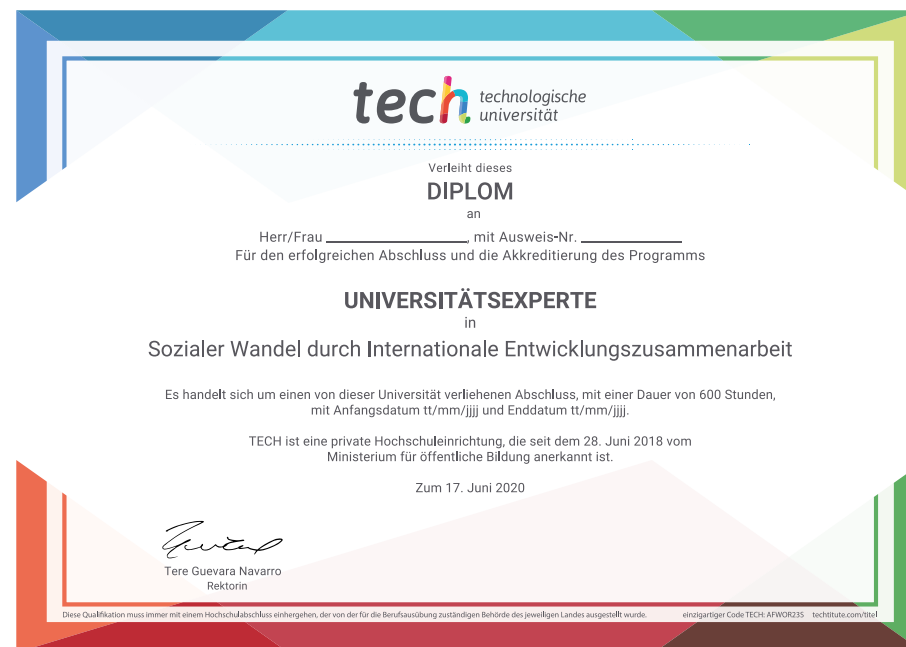 tech technologische
universität
Verleiht dieses
DIPLOM
an
Herr/Frau ____________________, mit Ausweis-Nr. ______________
Für den erfolgreichen Abschluss und die Akkreditierung des Programms
UNIVERSITÄTSEXPERTE
in
Sozialer Wandel durch Internationale Entwicklungszusammenarbeit
Es handelt sich um einen von dieser Universität verliehenen Abschluss, mit einer Dauer von 600 Stunden,
mit Anfangsdatum tt/mm/jjjj und Enddatum tt/mm/jjjj.
TECH ist eine private Hochschuleinrichtung, die seit dem 28. Juni 2018 vom
Ministerium für öffentliche Bildung anerkannt ist.
Zum 17. Juni 2020
Tere Guevara Navarro
Rektorin
Diese Qualifikation muss immer mit einem Hochschulabschluss einhergehen, der von der für die Berufsausübung zuständigen Behörde des jeweiligen Landes ausgestellt wurde. einzigartiger Code TECH: AFWOR23S techtitute.com/titel